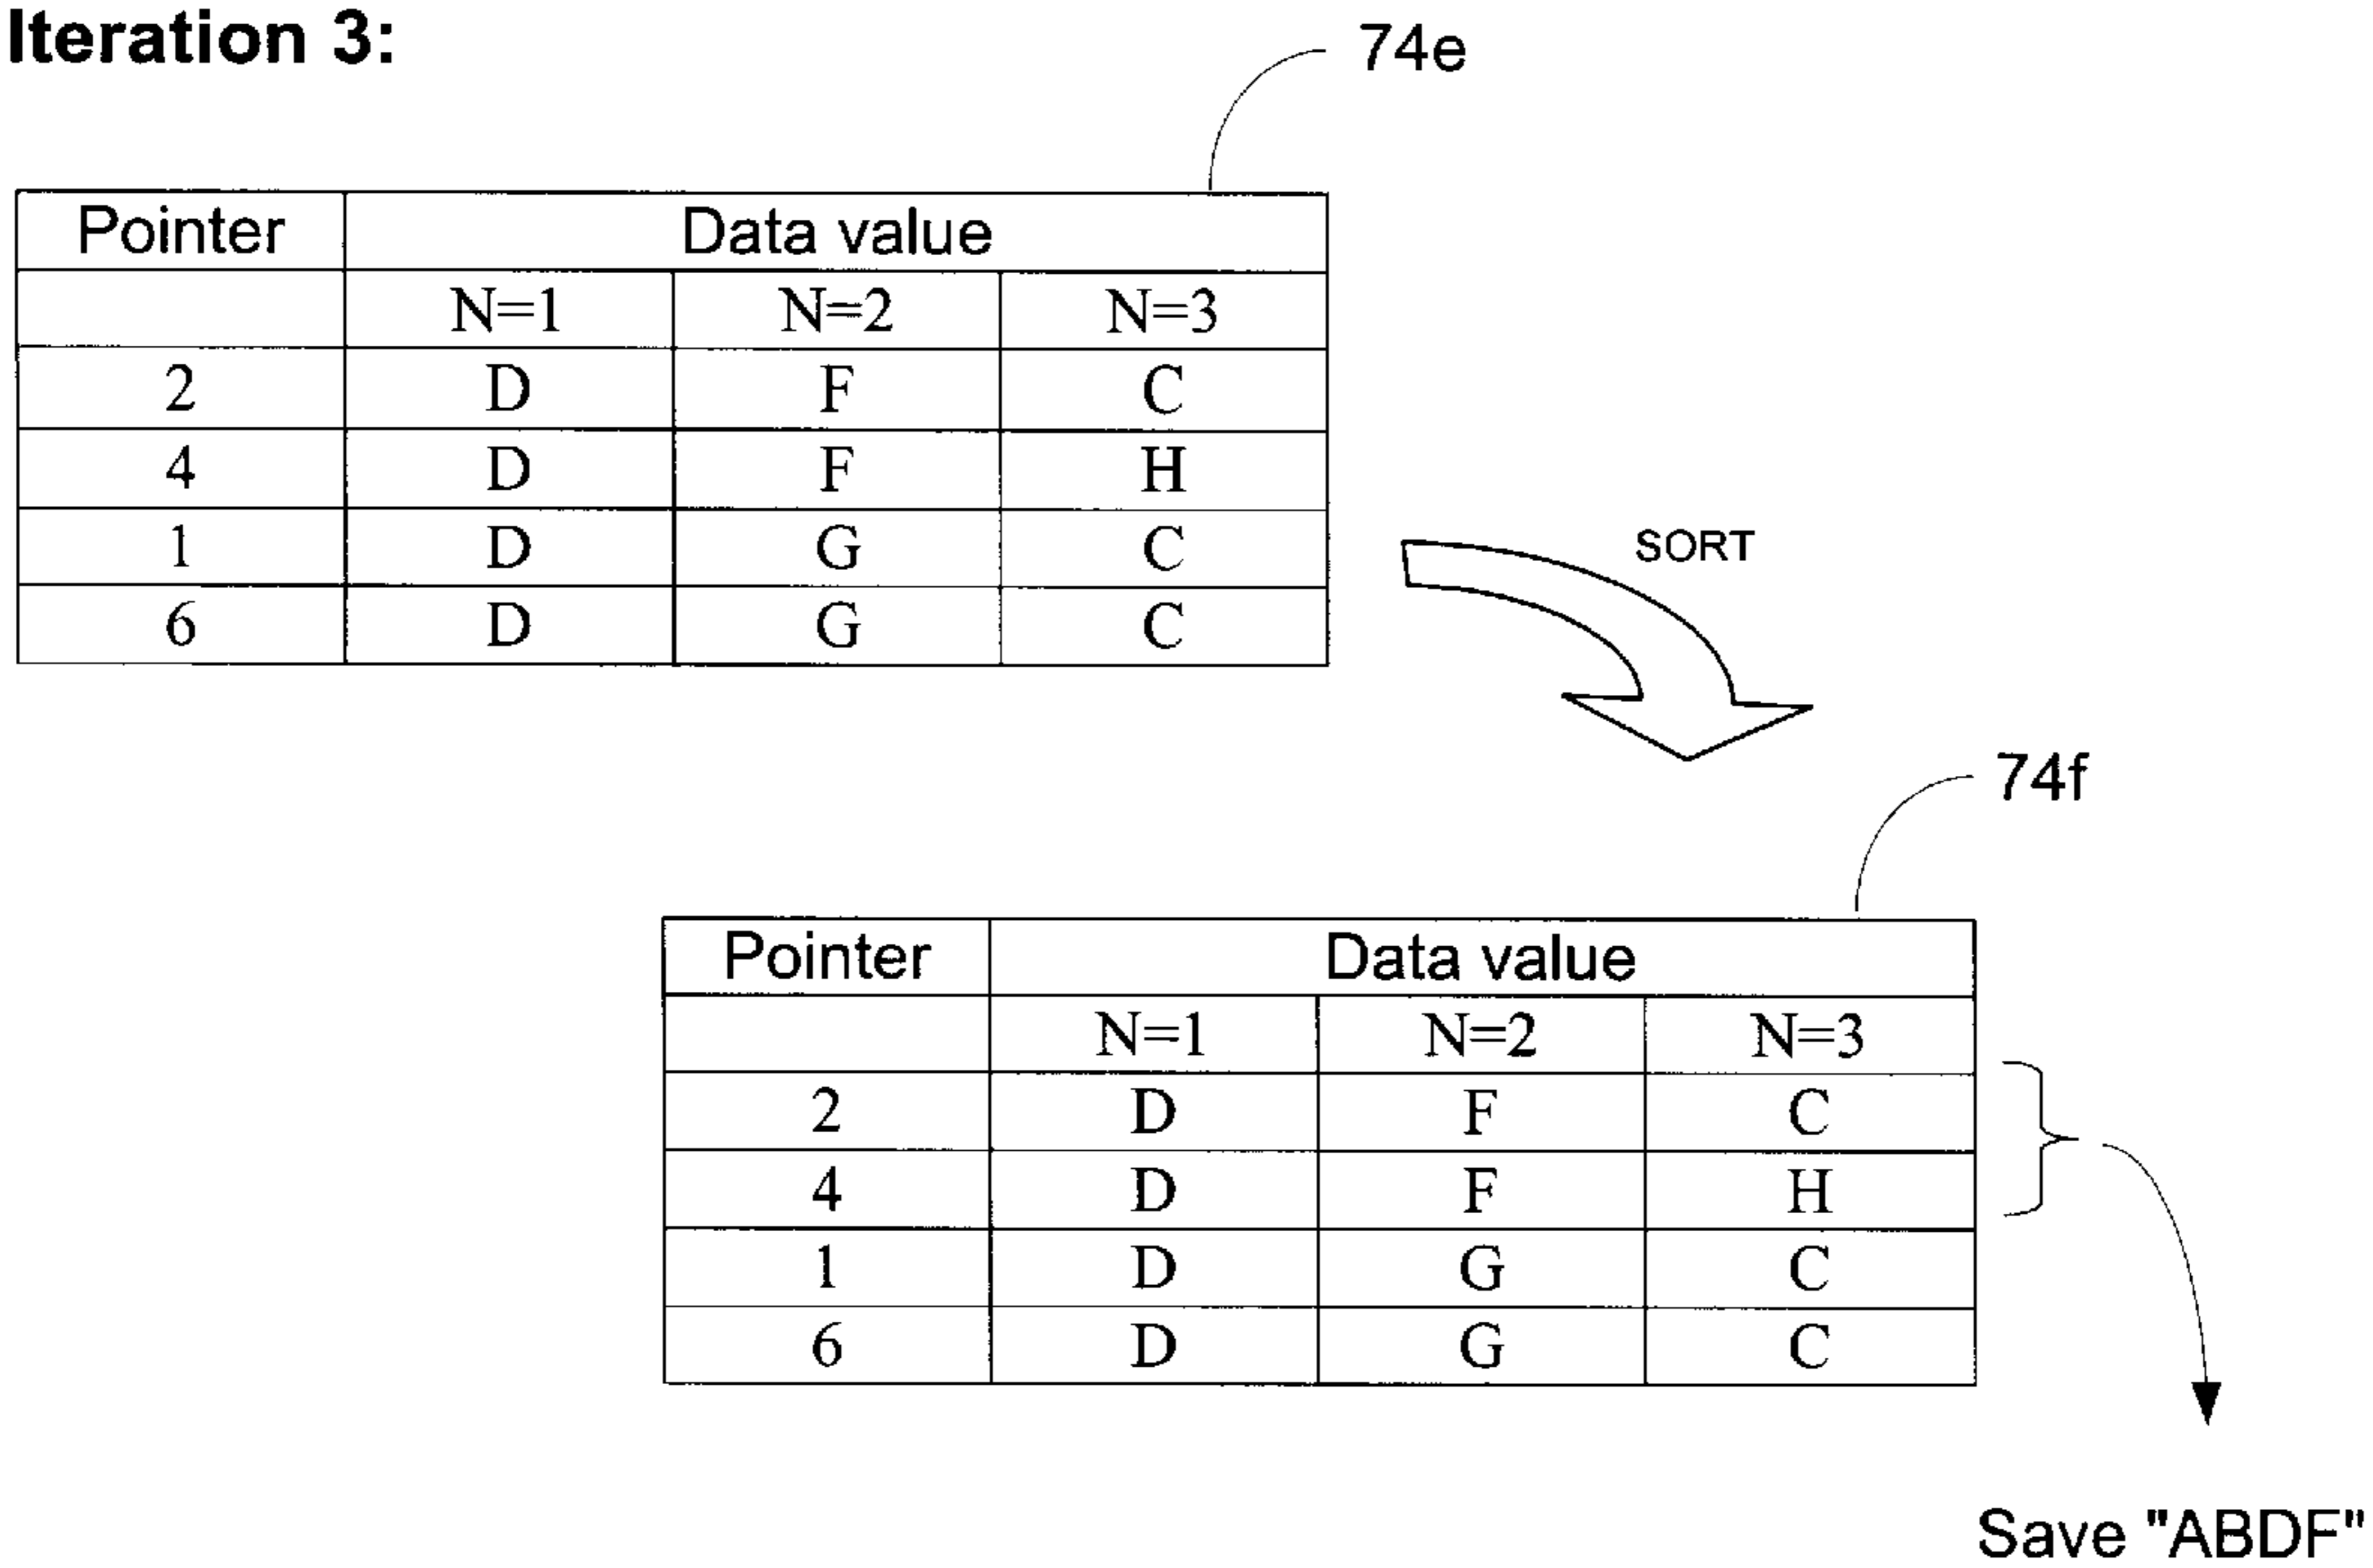 Iteration 3:
74e
Pointer Data value
N=1 N=2 N=3
2 D F C
4 D F H
1 D G C
6 D G C
SORT
74f
Pointer Data value
N=1 N=2 N=3
2 D F C
4 D F H
1 D G C
6 D G C
Save "ABDF"